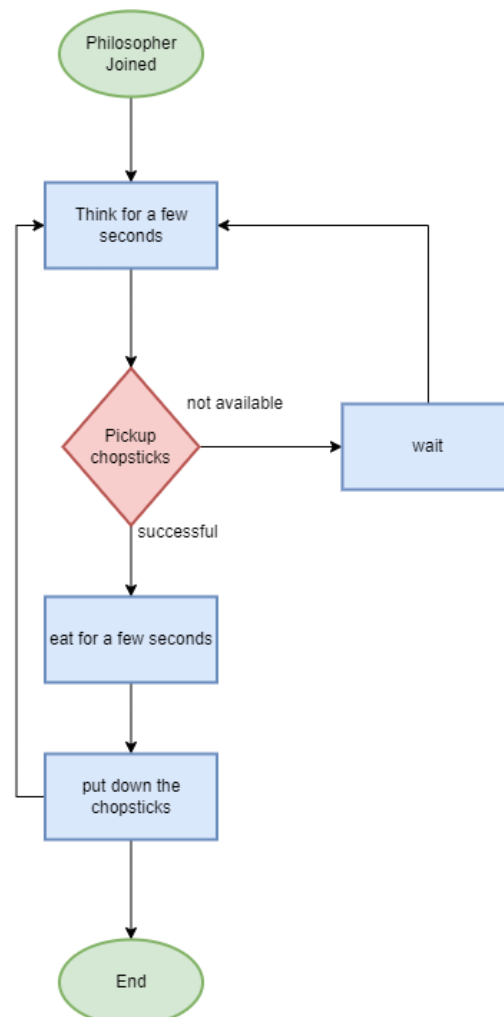 Philosopher
Joined
Think for a few
seconds
not available
Pickup
chopsticks
wait
successful
eat for a few seconds
put down the
chopsticks
End